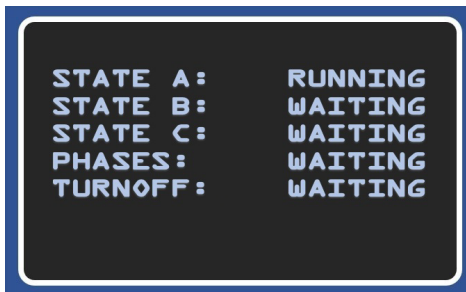 STATE A: RUNNING
STATE B: WAITING
STATE C: WAITING
PHASES: WAITING
TURNOFF: WAITING